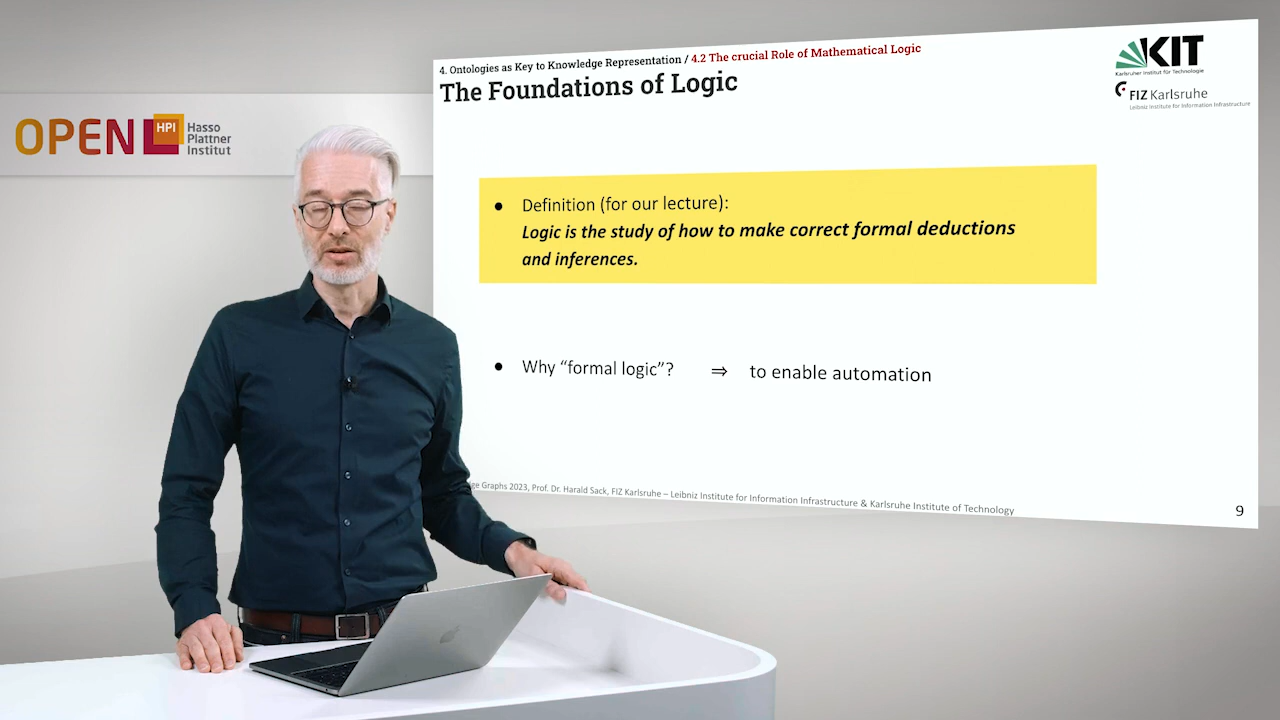 4. Ontologies as Key to Knowledge Representation / 4.2 The crucial Role of Mathematical Logic
The Foundations of Logic
KIT
Karlsruher Institut für Technologie
FIZ Karlsruhe
Leibniz Institute for Information Infrastructure
OPEN HPI
Hasso
Plattner
Institut
● Definition (for our lecture):
Logic is the study of how to make correct formal deductions
and inferences.
● Why “formal logic”? ⇒ to enable automation
Graphs 2023, Prof. Dr. Harald Sack, FIZ Karlsruhe – Leibniz Institute for Information Infrastructure & Karlsruhe Institute of Technology
9